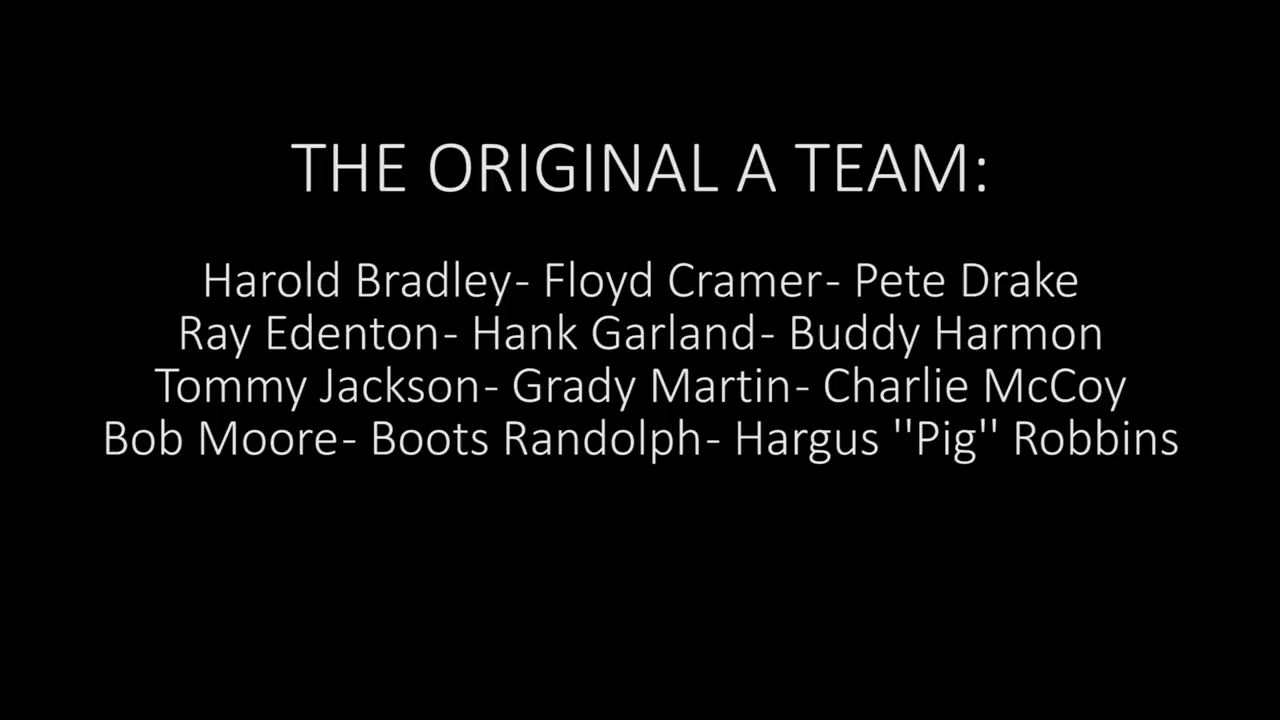 THE ORIGINAL A TEAM:
Harold Bradley- Floyd Cramer- Pete Drake
Ray Edenton- Hank Garland- Buddy Harmon
Tommy Jackson- Grady Martin- Charlie McCoy
Bob Moore- Boots Randolph- Hargus "Pig" Robbins